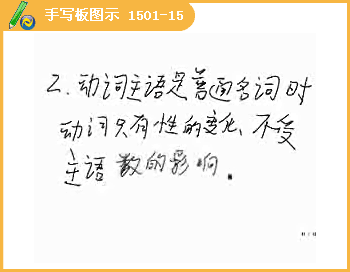 手写板图示 1501-15
2.动词主语是普通名词时
动词只有性的变化、不受
主语数的影响.